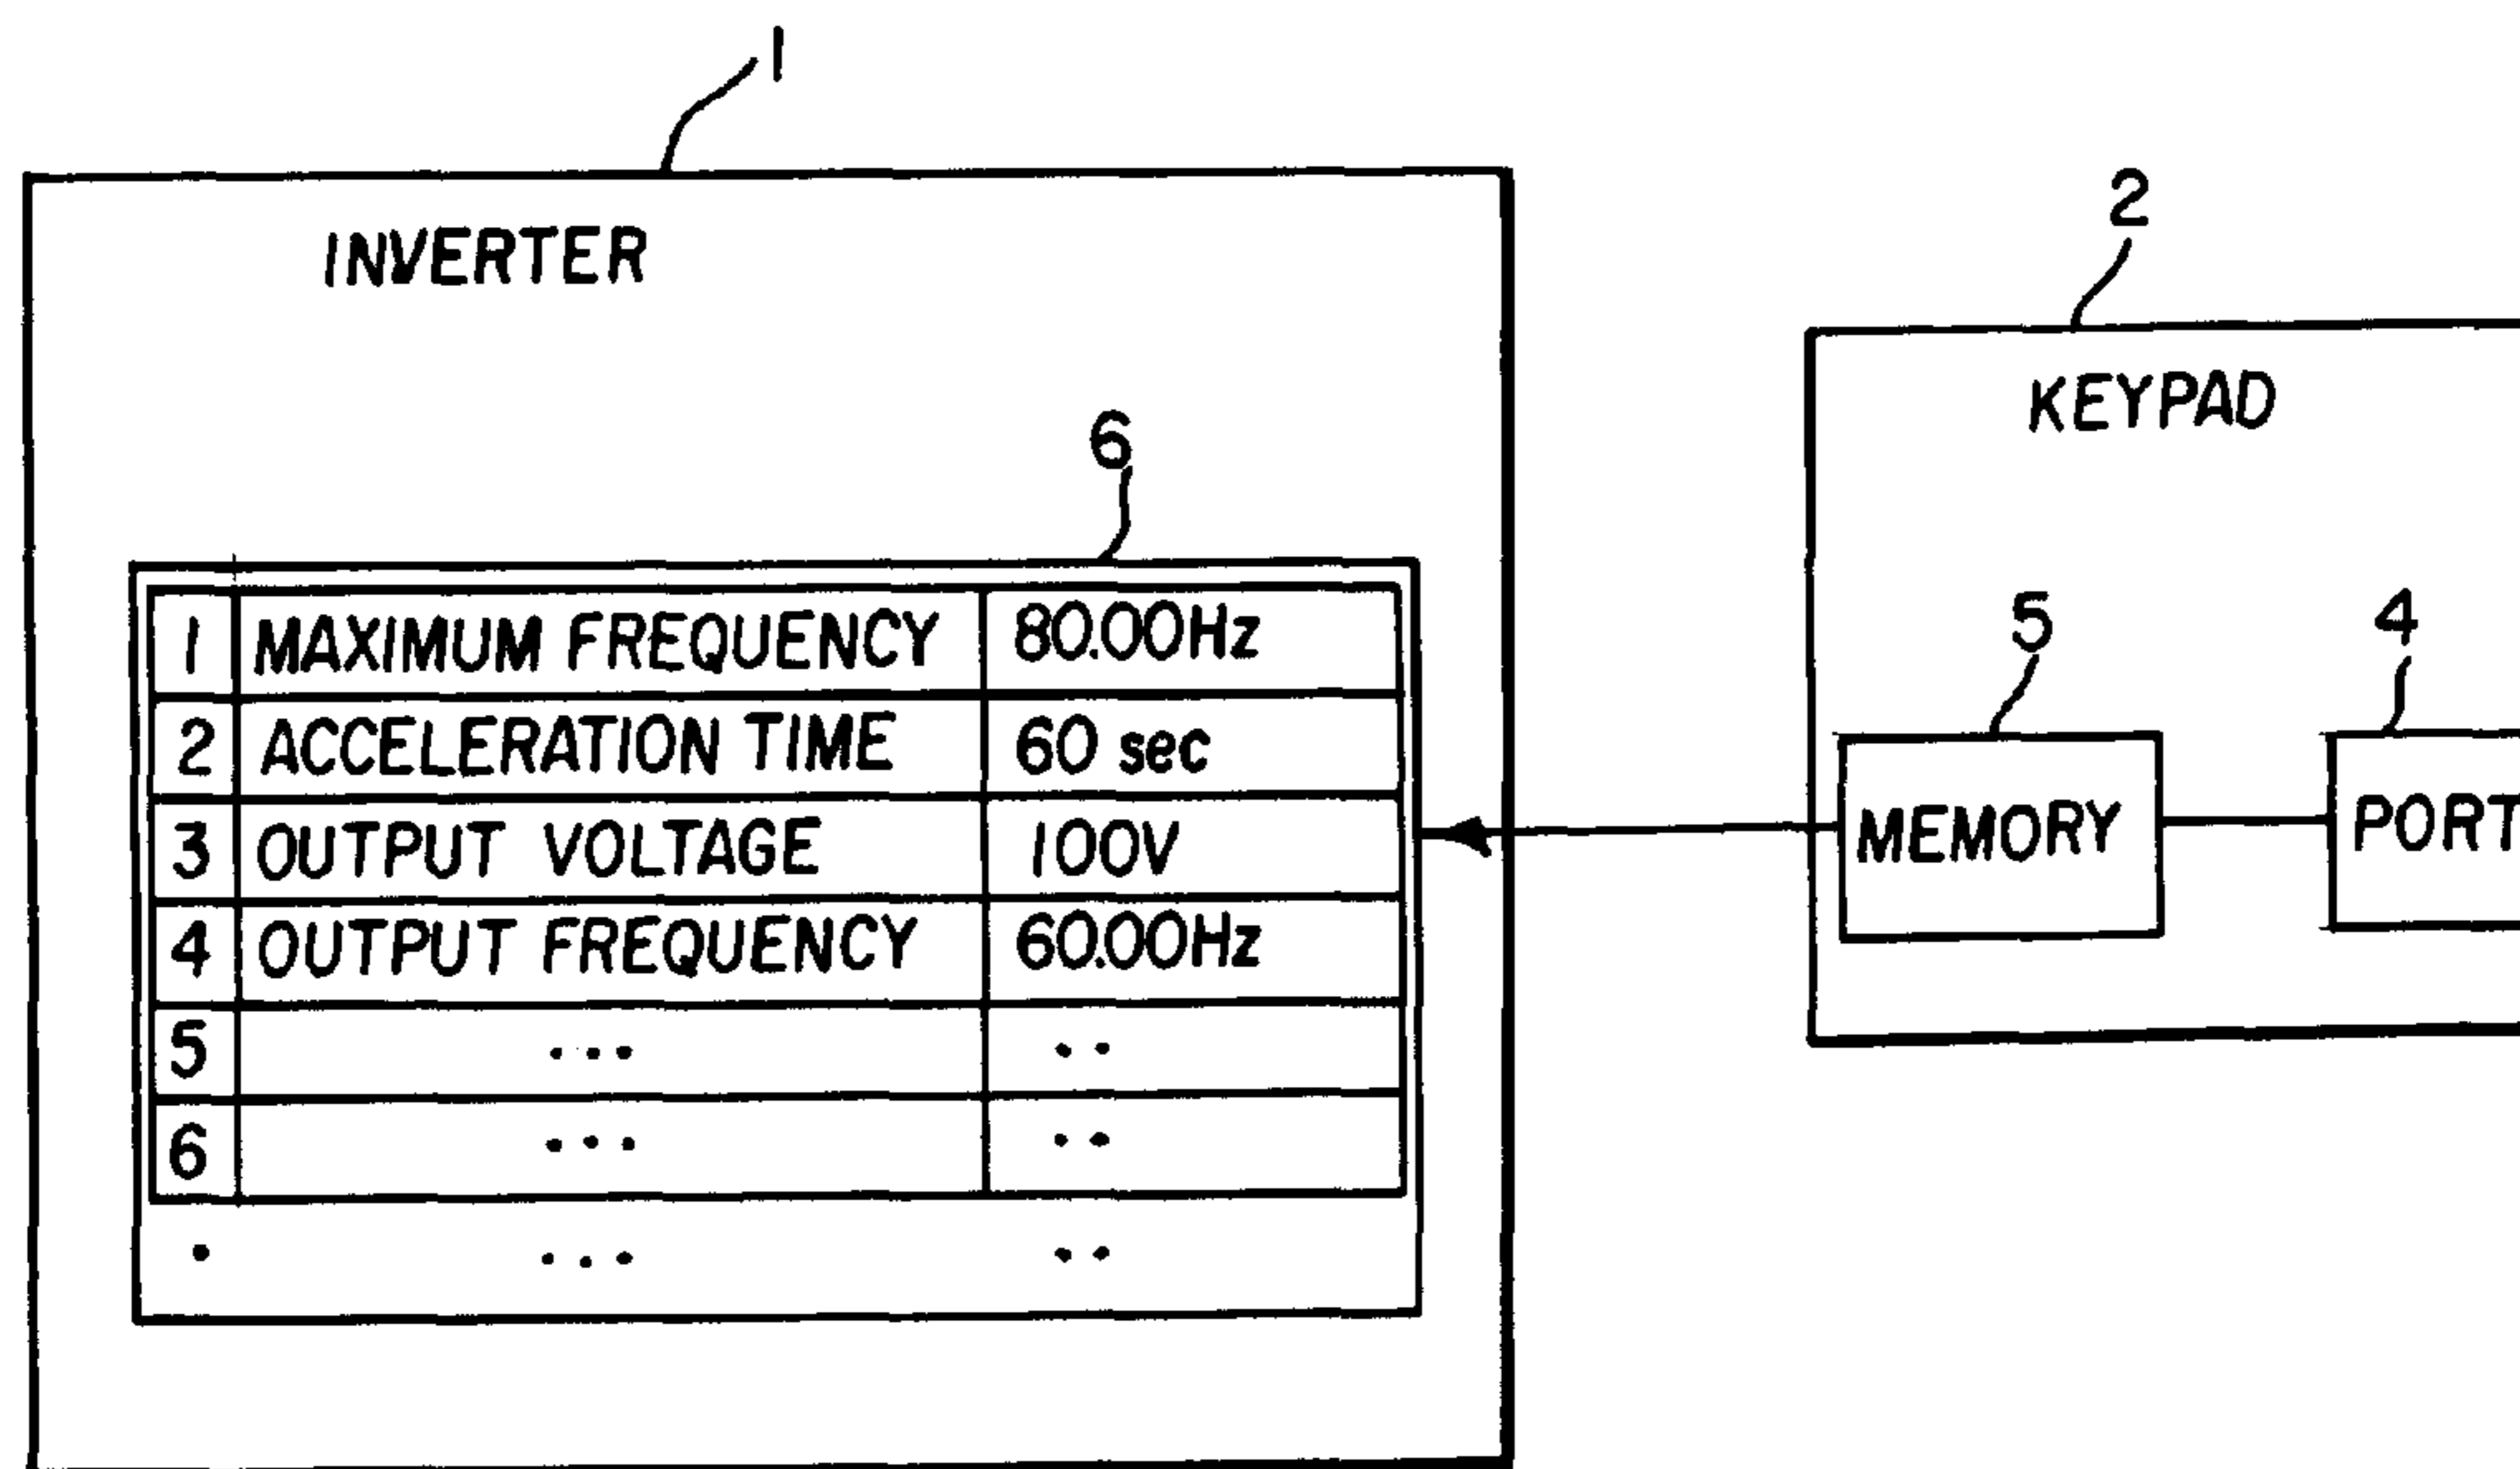 1
INVERTER
6
1 MAXIMUM FREQUENCY 80.00Hz
2 ACCELERATION TIME 60 sec
3 OUTPUT VOLTAGE 100V
4 OUTPUT FREQUENCY 60.00Hz
5 ... ..
6 ... ..
. ... ..
2
KEYPAD
5
4
MEMORY
PORT